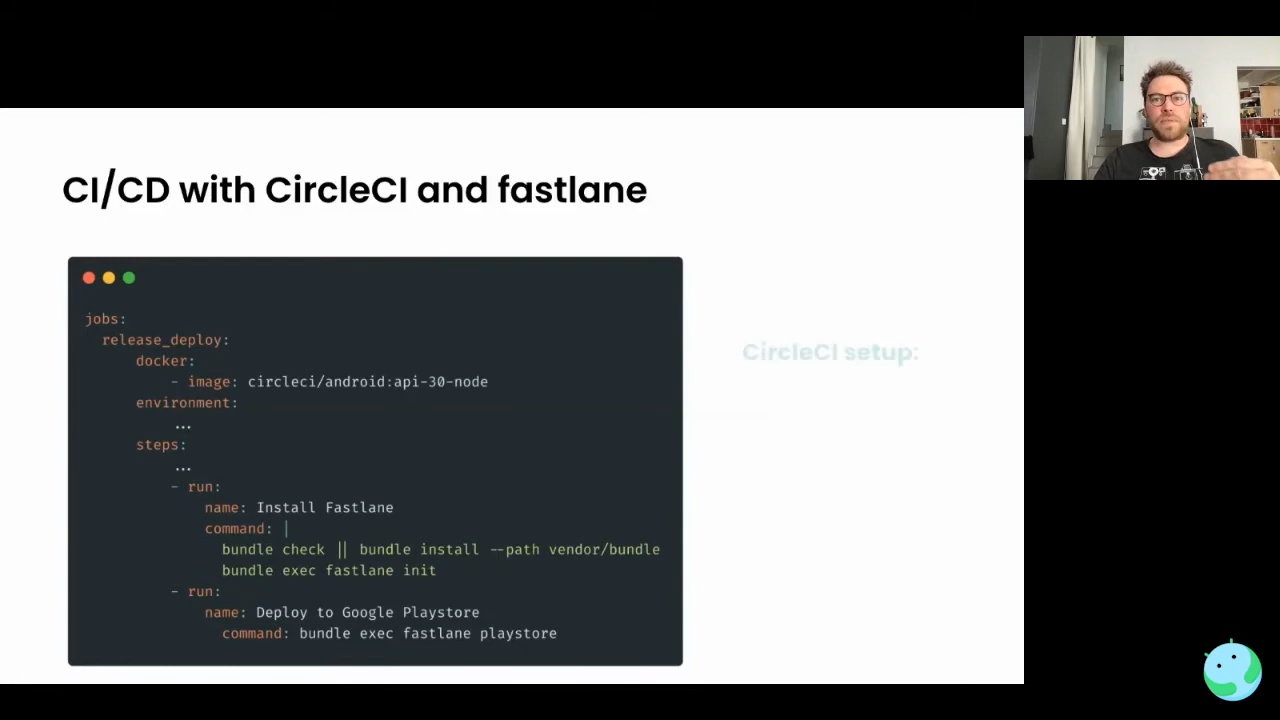 CI/CD with CircleCI and fastlane
jobs:
release_deploy:
docker:
- image: circleci/android:api-30-node
environment:
...
steps:
...
- run:
name: Install Fastlane
command: |
bundle check || bundle install --path vendor/bundle
bundle exec fastlane init
- run:
name: Deploy to Google Playstore
command: bundle exec fastlane playstore
CircleCI setup: